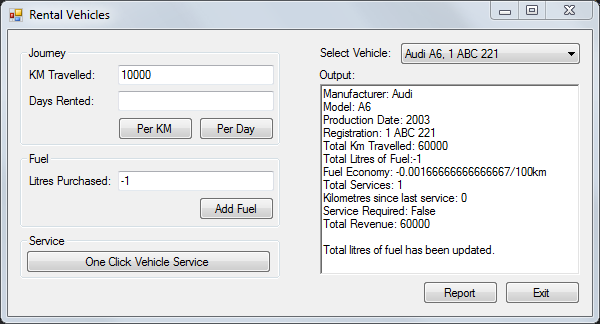 Rental Vehicles
Journey
KM Travelled: 10000
Days Rented:
Per KM Per Day
Fuel
Litres Purchased: -1
Add Fuel
Service
One Click Vehicle Service
Select Vehicle: Audi A6, 1 ABC 221
Output:
Manufacturer: Audi
Model: A6
Production Date: 2003
Registration: 1 ABC 221
Total Km Travelled: 60000
Total Litres of Fuel:-1
Fuel Economy: -0.00166666666666667/100km
Total Services: 1
Kilometres since last service: 0
Service Required: False
Total Revenue: 60000
Total litres of fuel has been updated.
Report Exit